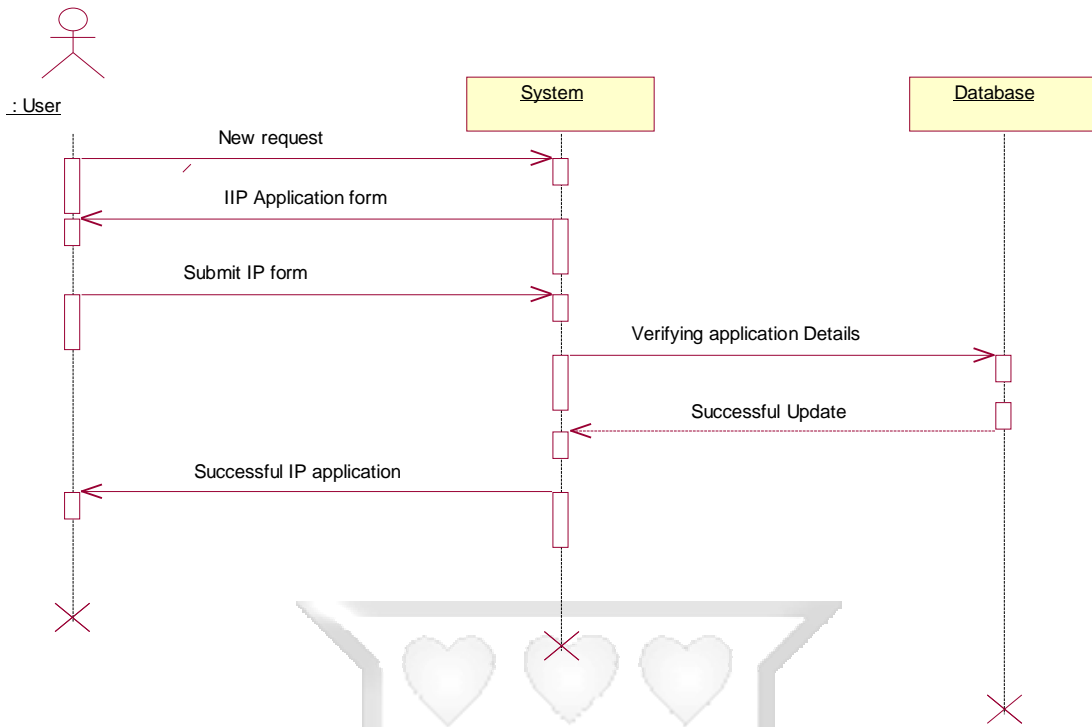 System
Database
: User
New request
IIP Application form
Submit IP form
Verifying application Details
Successful Update
Successful IP application